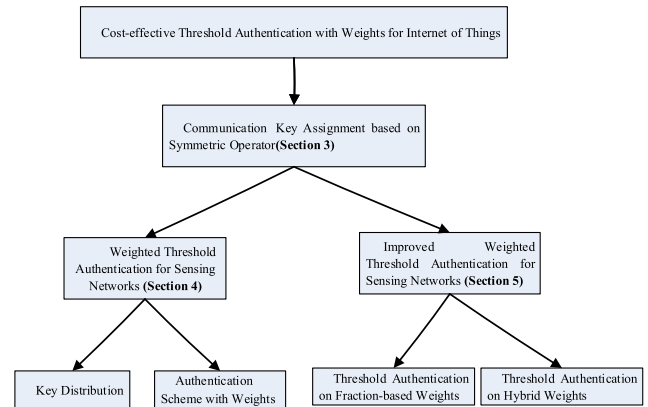 Cost-effective Threshold Authentication with Weights for Internet of Things
Communication Key Assignment based on
Symmetric Operator(Section 3)
Weighted Threshold
Authentication for Sensing
Networks (Section 4)
Improved Weighted
Threshold Authentication for
Sensing Networks (Section 5)
Key Distribution
Authentication
Scheme with Weights
Threshold Authentication
on Fraction-based Weights
Threshold Authentication
on Hybrid Weights